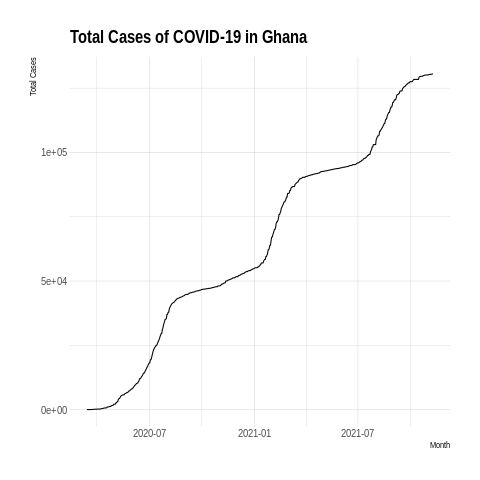 Total Cases of COVID-19 in Ghana
Total Cases
1e+05
5e+04
0e+00
2020-07 2021-01 2021-07
Month